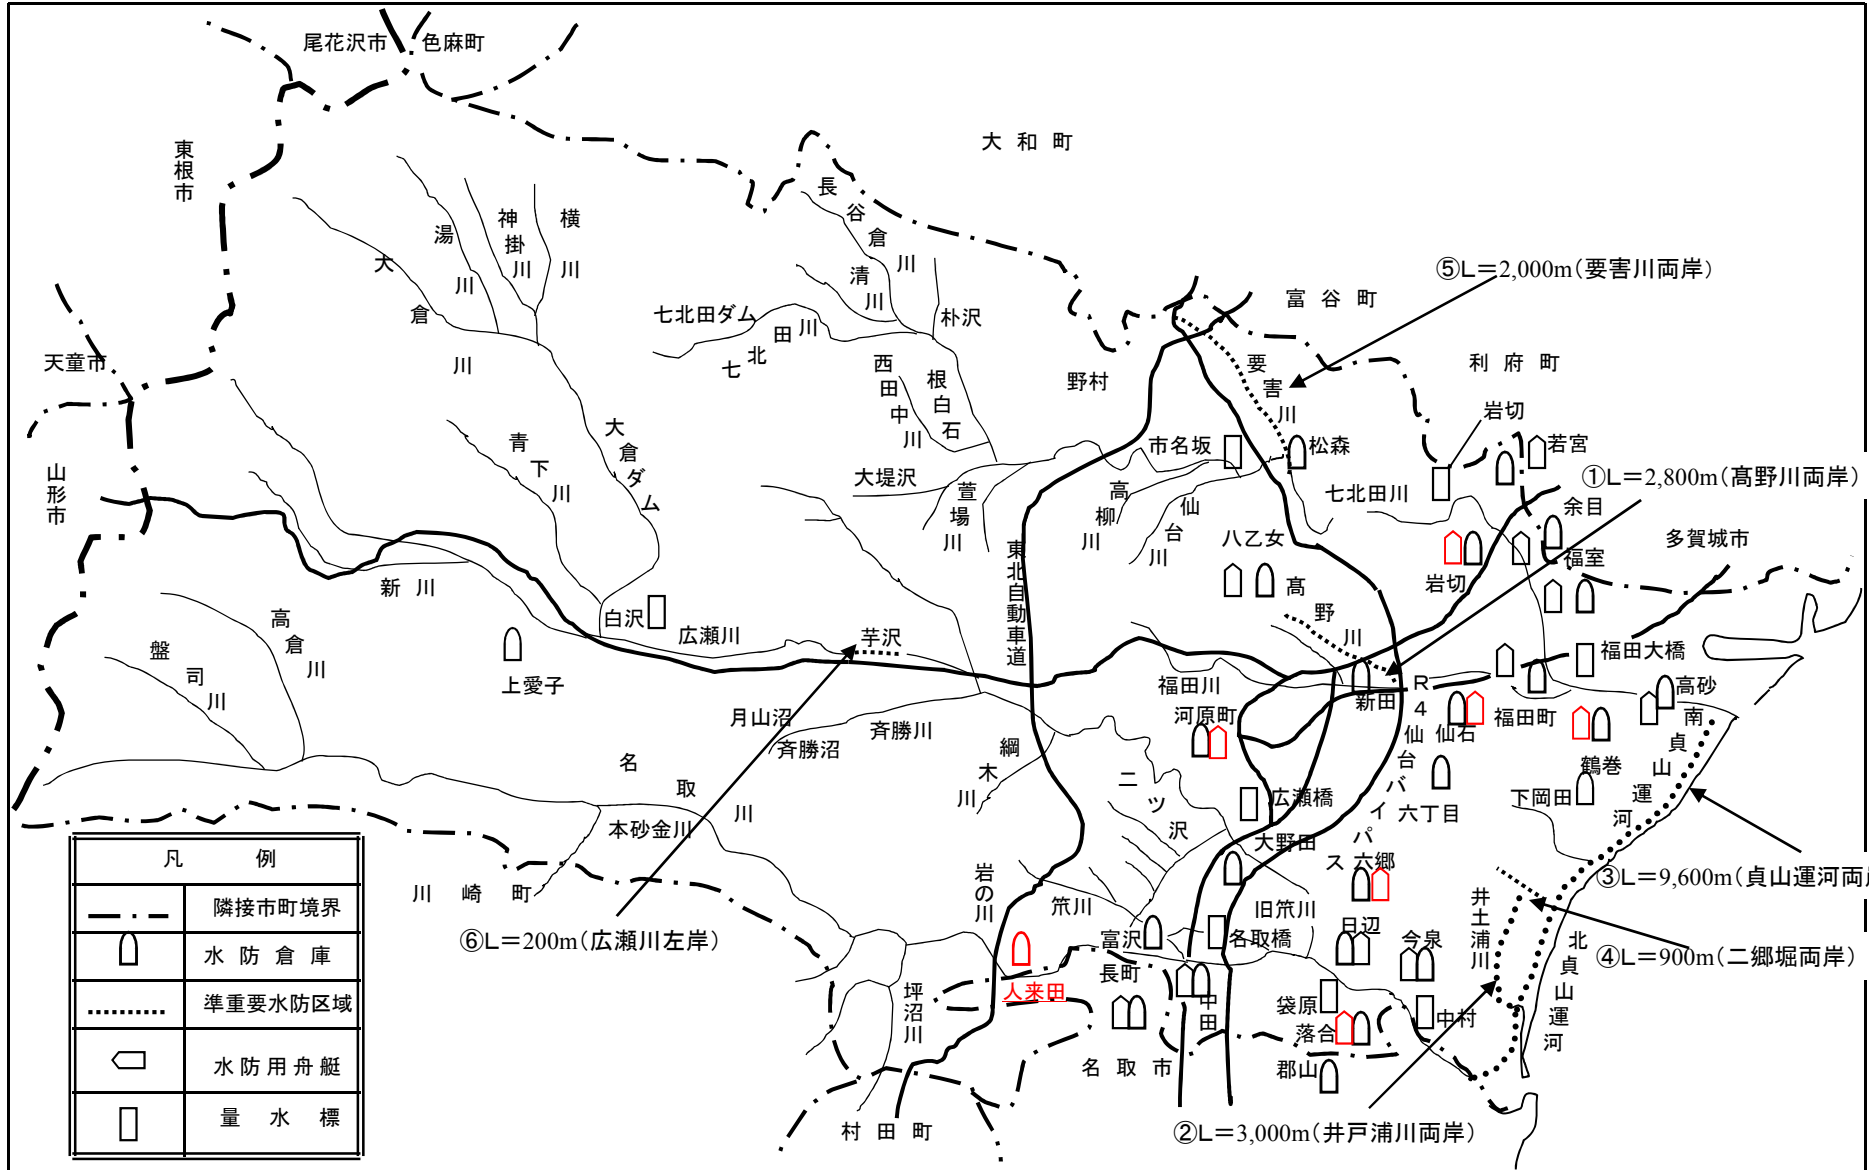 尾花沢市
色麻町
東根市
大和町
長谷倉川
神掛川
横川
湯川
大倉川
清川
⑤L＝2,000m（要害川両岸）
富谷町
七北田ダム
七北田川
朴沢
天童市
西田中川
根白石
野村
要害川
利府町
岩切
大倉ダム
青下川
市名坂
松森
若宮
山形市
大堤沢
萱場川
高柳川
仙台川
七北田川
①L＝2,800m（髙野川両岸）
余目
東北自動車道
八乙女
岩切
福室
多賀城市
新川
高倉川
盤司川
白沢
広瀬川
芋沢
髙野川
上愛子
福田川
新田
R4仙台バイパス
福田大橋
高砂
月山沼
斉勝沼
斉勝川
河原町
仙石
福田町
南貞山運河
名取川
綱木川
二ツ沢
鶴巻
下岡田
本砂金川
広瀬橋
六丁目
大野田
六郷
凡例
隣接市町境界
水防倉庫
準重要水防区域
水防用舟艇
量水標
川崎町
岩の川
笊川
旧笊川
③L＝9,600m（貞山運河両岸
井土浦川
⑥L＝200m（広瀬川左岸）
富沢
名取橋
日辺
今泉
北貞山運河
④L＝900m（二郷堀両岸）
長町
人来田
坪沼川
中田
袋原
落合
中村
名取市
郡山
村田町
②L＝3,000m（井戸浦川両岸）